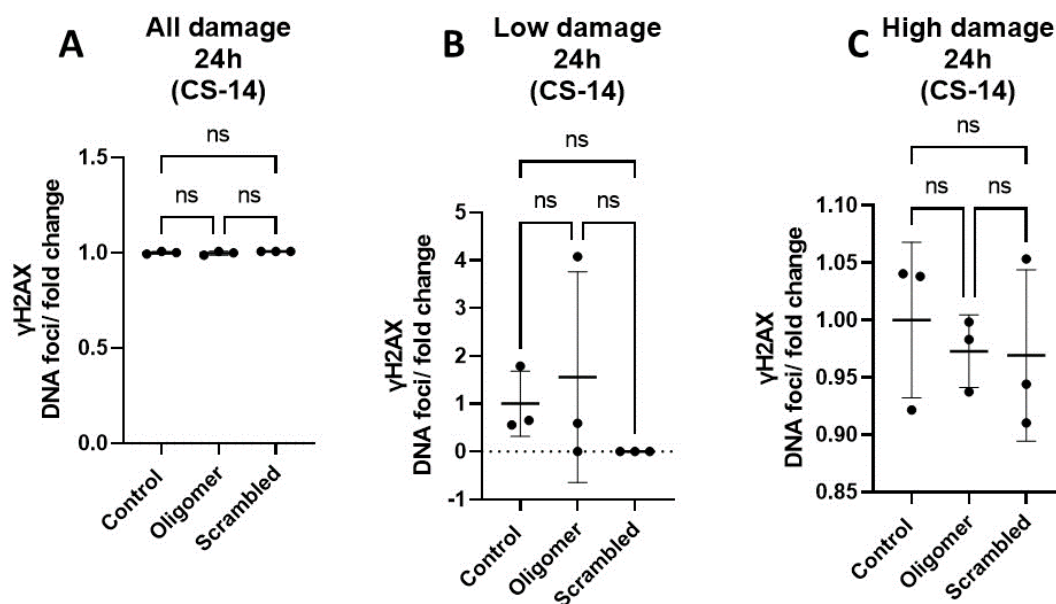 A
All damage
24h
(CS-14)
ns
ns
ns
1.5
1.0
0.5
0.0
γH2AX
DNA foci/ fold change
Control
Oligomer
Scrambled
B
Low damage
24h
(CS-14)
ns
ns
ns
5
4
3
2
1
0
-1
γH2AX
DNA foci/ fold change
Control
Oligomer
Scrambled
C
High damage
24h
(CS-14)
ns
ns
ns
1.10
1.05
1.00
0.95
0.90
0.85
γH2AX
DNA foci/ fold change
Control
Oligomer
Scrambled